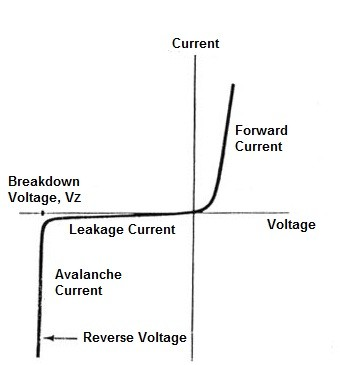 Current
Forward
Current
Breakdown
Voltage, Vz
Leakage Current
Voltage
Avalanche
Current
Reverse Voltage